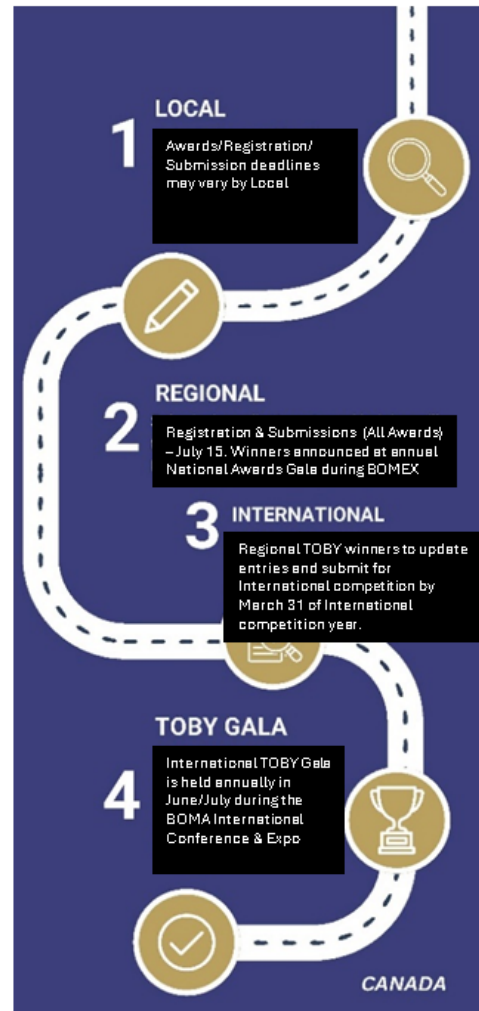 1
LOCAL
Awards/Registration/
Submission deadlines
may vary by Local
2
REGIONAL
Registration & Submissions (All Awards)
–July 15. Winners announced at annual
National Awards Gala during BOMEX
3
INTERNATIONAL
Regional TOBY winners to update
entries and submit for
International competition by
March 31 of International
competition year.
4
TOBY GALA
International TOBY Gala
is held annually in
June/July during the
BOMA International
Conference & Expo
CANADA